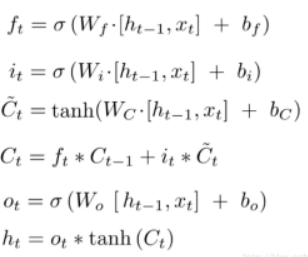 f_t = σ (W_f·[h_{t−1}, x_t] + b_f)
i_t = σ (W_i·[h_{t−1}, x_t] + b_i)
C̃_t = tanh(W_C·[h_{t−1}, x_t] + b_C)
C_t = f_t ∗ C_{t−1} + i_t ∗ C̃_t
o_t = σ (W_o [h_{t−1}, x_t] + b_o)
h_t = o_t ∗ tanh (C_t)